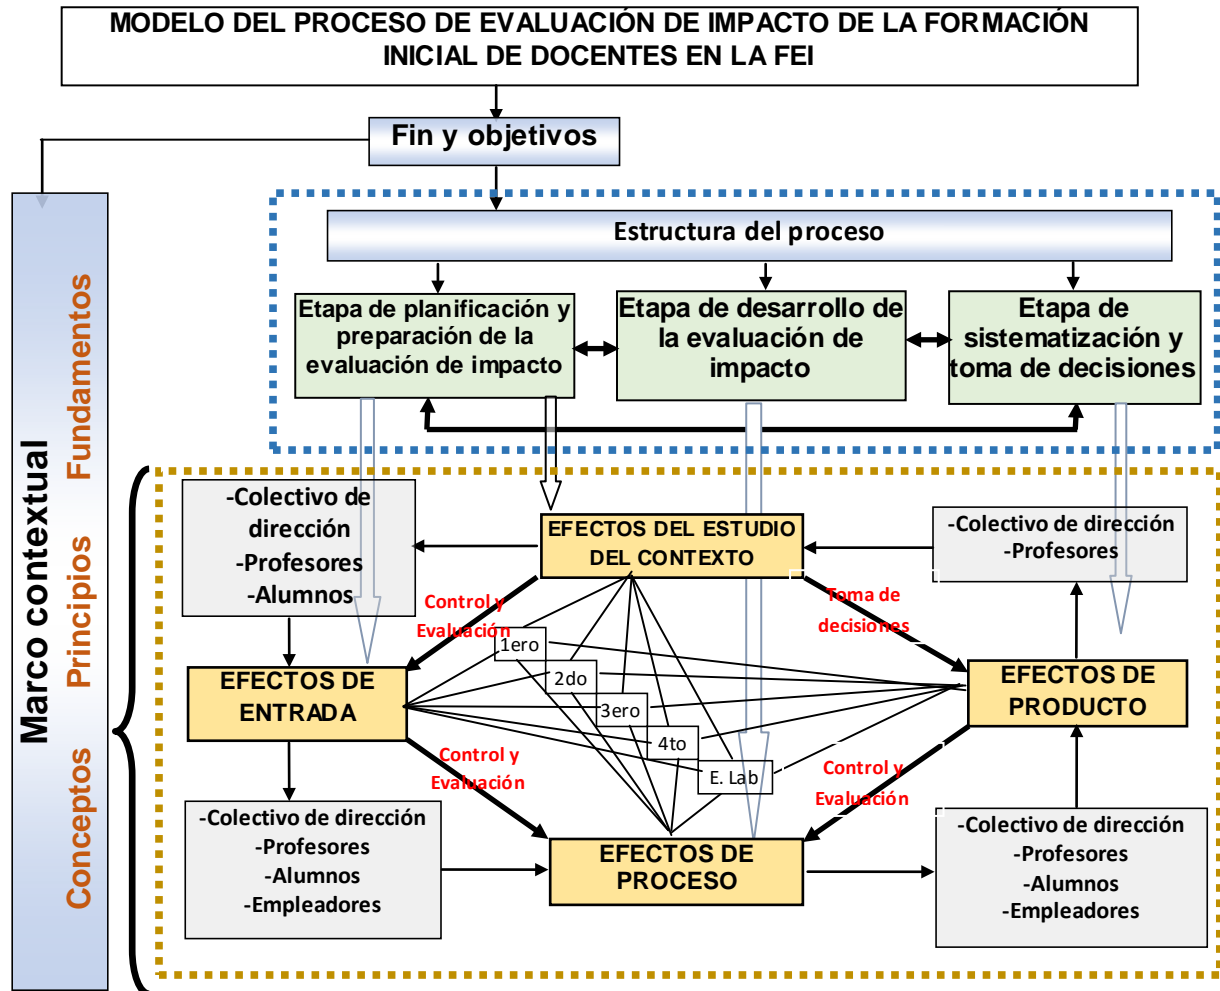 MODELO DEL PROCESO DE EVALUACIÓN DE IMPACTO DE LA FORMACIÓN
INICIAL DE DOCENTES EN LA FEI
Fin y objetivos
Estructura del proceso
Etapa de planificación y
preparación de la
evaluación de impacto
Etapa de desarrollo de
la evaluación de
impacto
Etapa de
sistematización y
toma de decisiones
Marco contextual
Conceptos Principios Fundamentos
-Colectivo de
dirección
-Profesores
-Alumnos
EFECTOS DEL ESTUDIO
DEL CONTEXTO
-Colectivo de dirección
-Profesores
Control y
Evaluación
Toma de
decisiones
1ero
2do
3ero
4to
E. Lab
EFECTOS DE
ENTRADA
EFECTOS DE
PRODUCTO
Control y
Evaluación
Control y
Evaluación
-Colectivo de dirección
-Profesores
-Alumnos
-Empleadores
EFECTOS DE
PROCESO
-Colectivo de dirección
-Profesores
-Alumnos
-Empleadores